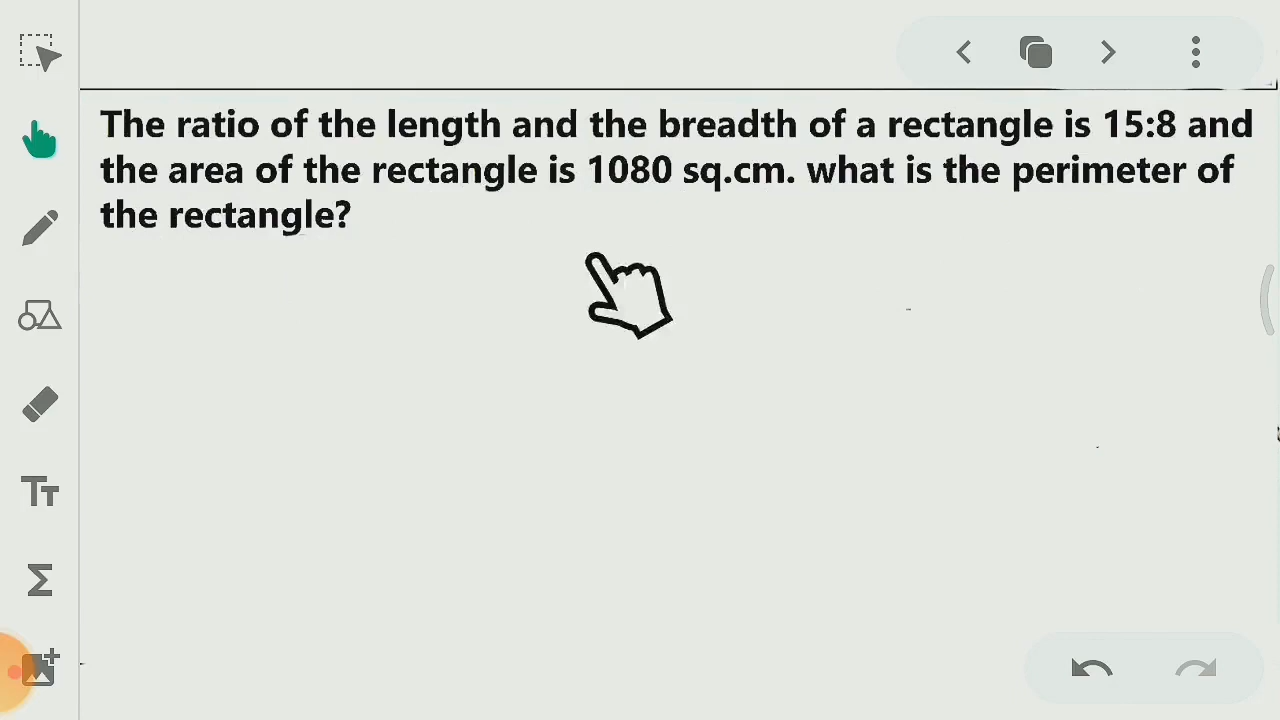 The ratio of the length and the breadth of a rectangle is 15:8 and
the area of the rectangle is 1080 sq.cm. what is the perimeter of
the rectangle?
TT
Σ